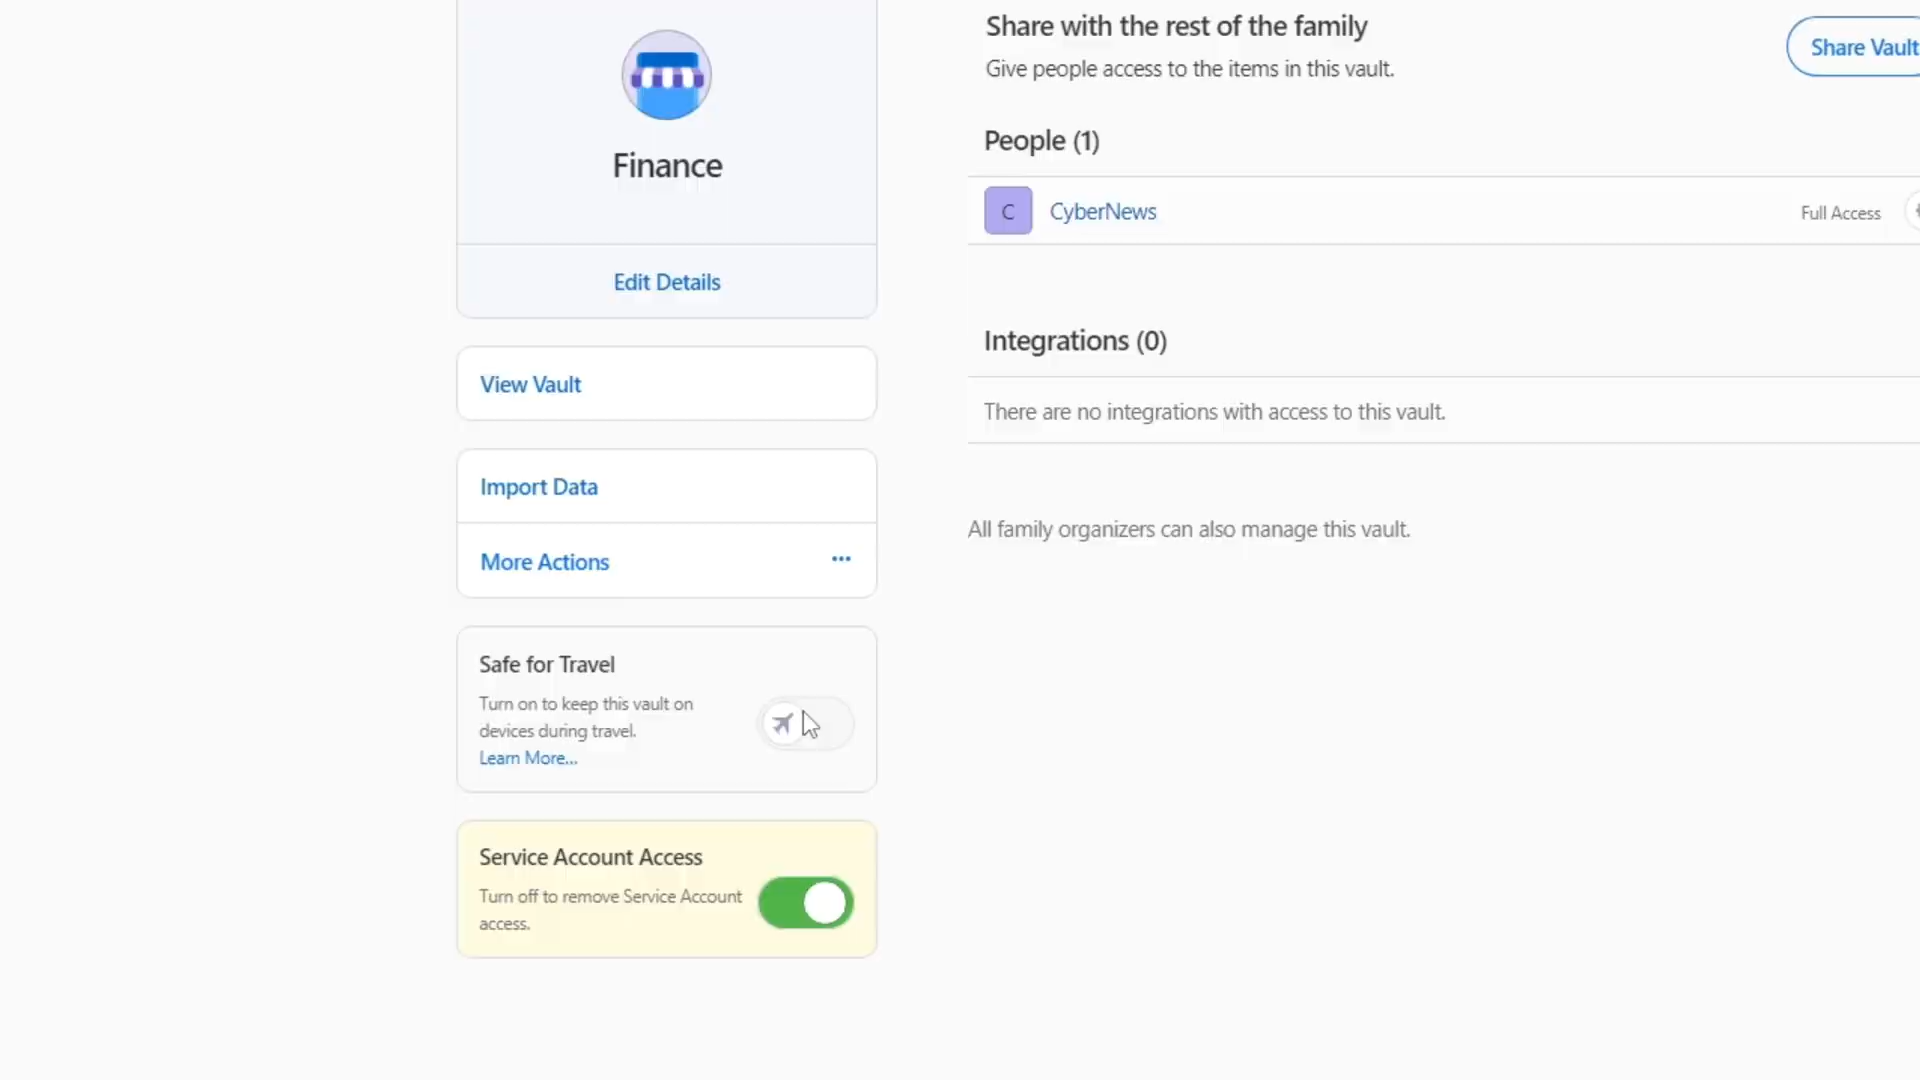 Finance
Edit Details
View Vault
Import Data
More Actions
Safe for Travel
Turn on to keep this vault on
devices during travel.
Learn More...
Service Account Access
Turn off to remove Service Account
access.
Share with the rest of the family
Give people access to the items in this vault.
Share Vault
People (1)
C CyberNews Full Access
Integrations (0)
There are no integrations with access to this vault.
All family organizers can also manage this vault.